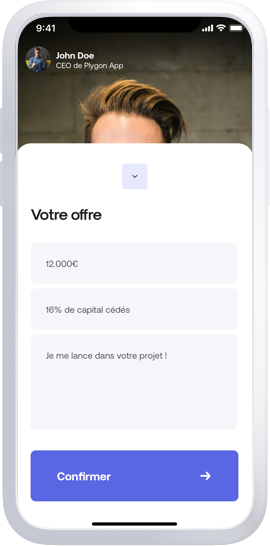 9:41
John Doe
CEO de Plygon App
Votre offre
12.000€
16% de capital cédés
Je me lance dans votre projet !
Confirmer